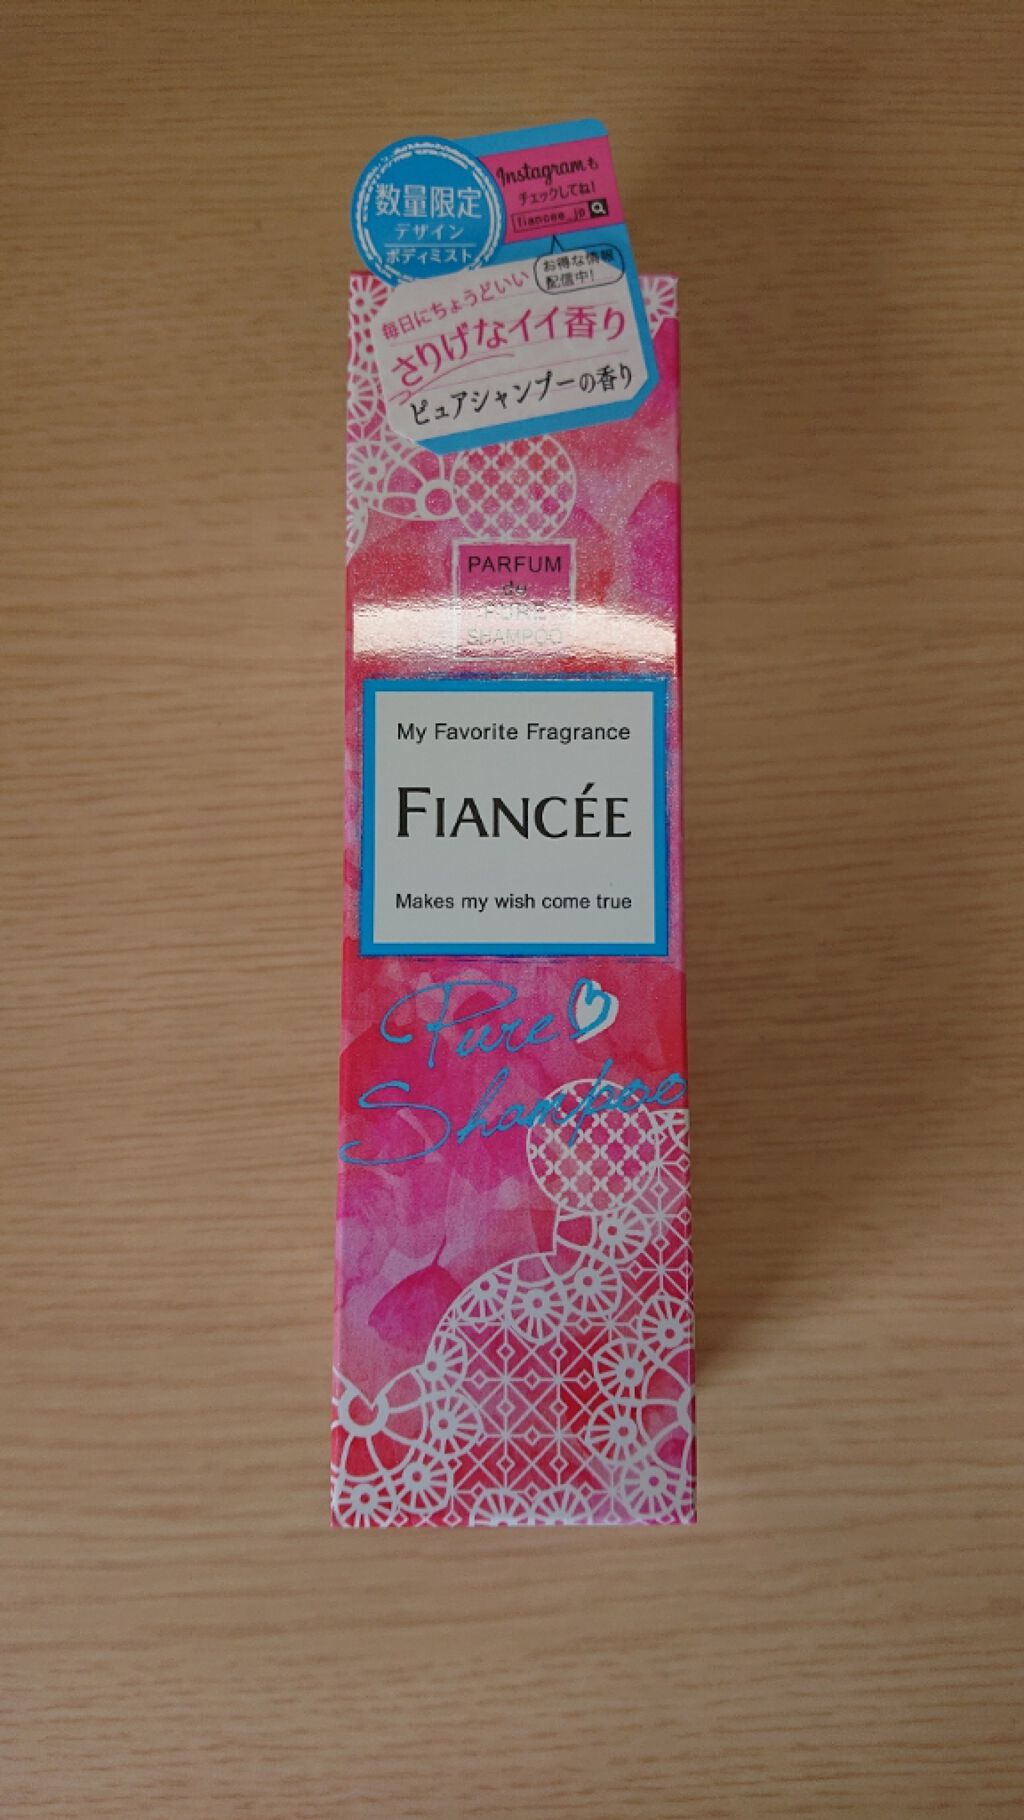 数量限定
デザイン
ボディミスト
Instagramも
チェックしてね!
fiancee_jp
お得な情報
配信中!
毎日にちょうどいい
さりげなイイ香り
ピュアシャンプーの香り
PARFUM
de
PURE
SHAMPOO
My Favorite Fragrance
FIANCÉE
Makes my wish come true
Pure
Shampoo